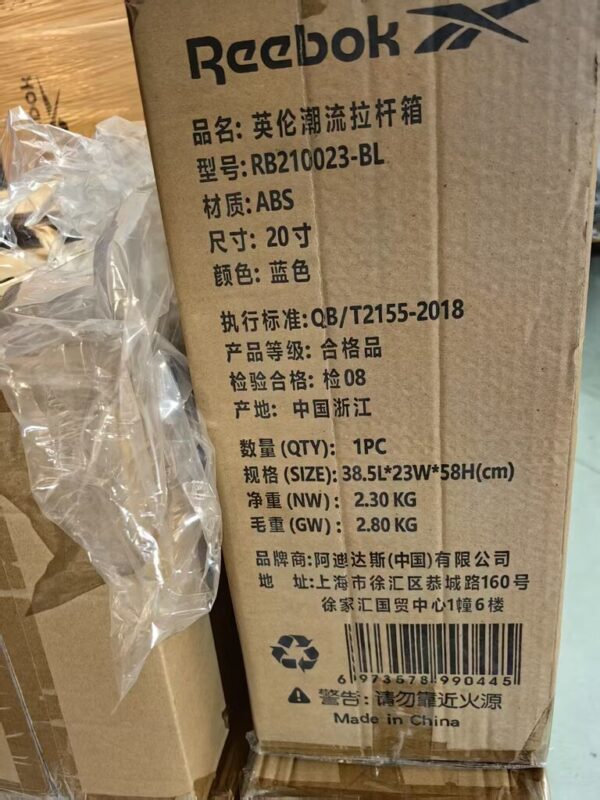 Reebok
品名: 英伦潮流拉杆箱
型号:RB210023-BL
材质:ABS
尺寸: 20寸
颜色: 蓝色
执行标准:QB/T2155-2018
产品等级: 合格品
检验合格: 检08
产地: 中国浙江
数量(QTY): 1PC
规格(SIZE): 38.5L*23W*58H(cm)
净重(NW): 2.30 KG
毛重(GW): 2.80 KG
品牌商:阿迪达斯(中国)有限公司
地 址:上海市徐汇区恭城路160号
徐家汇国贸中心1幢6楼
6 973578 990445
警告: 请勿靠近火源
Made in China